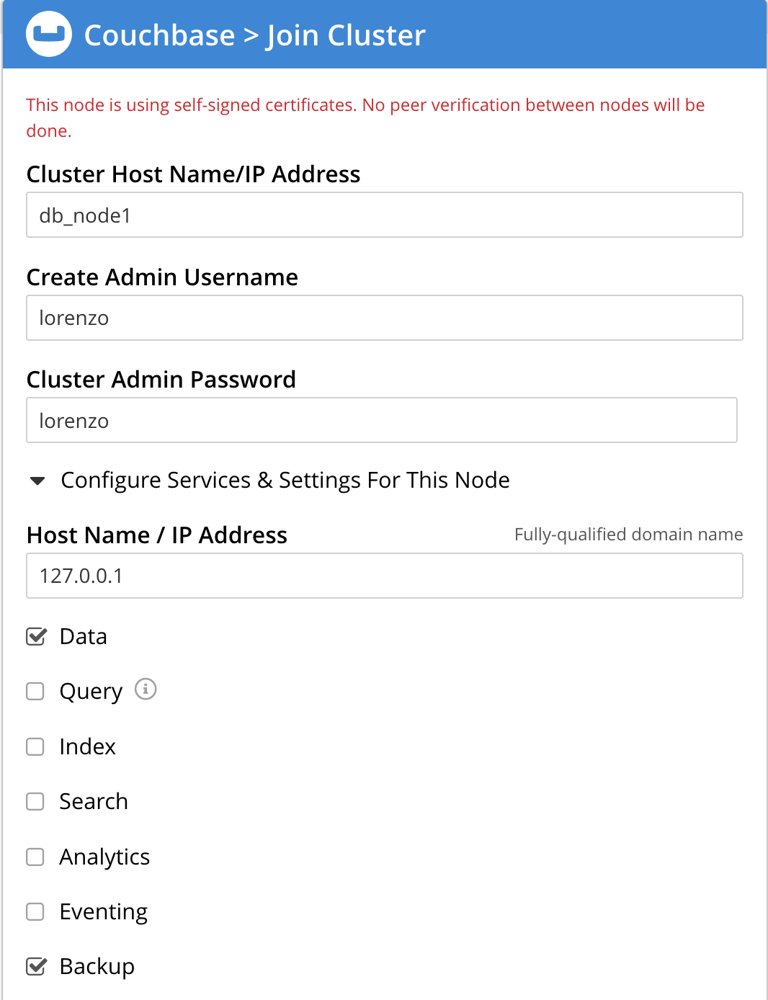 Couchbase > Join Cluster
This node is using self-signed certificates. No peer verification between nodes will be
done.
Cluster Host Name/IP Address
db_node1
Create Admin Username
lorenzo
Cluster Admin Password
lorenzo
Configure Services & Settings For This Node
Host Name / IP Address Fully-qualified domain name
127.0.0.1
Data
Query
Index
Search
Analytics
Eventing
Backup